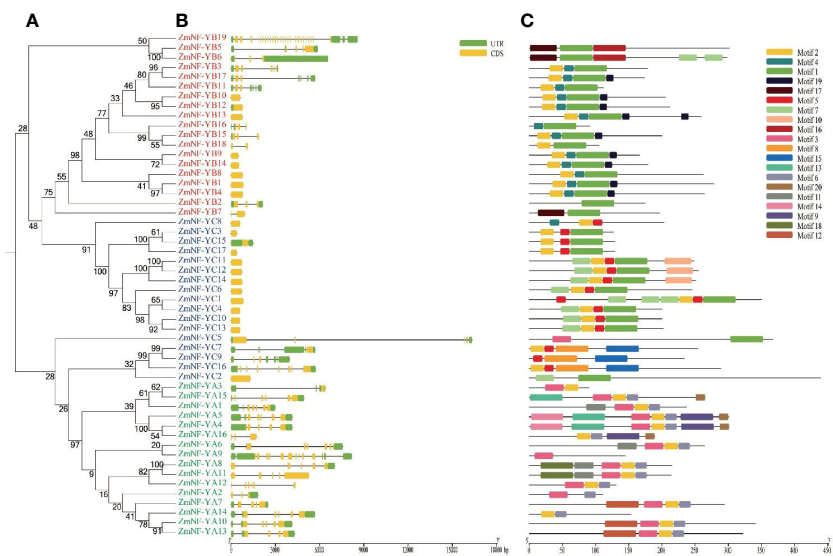 A B C
ZmNF-YB19
ZmNF-YB5
ZmNF-YB6
ZmNF-YB3
ZmNF-YB17
ZmNF-YB11
ZmNF-YB10
ZmNF-YB12
ZmNF-YB13
ZmNF-YB16
ZmNF-YB15
ZmNF-YB18
ZmNF-YB9
ZmNF-YB14
ZmNF-YB8
ZmNF-YB1
ZmNF-YB4
ZmNF-YB2
ZmNF-YB7
ZmNF-YC8
ZmNF-YC3
ZmNF-YC15
ZmNF-YC17
ZmNF-YC11
ZmNF-YC12
ZmNF-YC14
ZmNF-YC6
ZmNF-YC1
ZmNF-YC4
ZmNF-YC10
ZmNF-YC13
ZmNF-YC5
ZmNF-YC7
ZmNF-YC9
ZmNF-YC16
ZmNF-YC2
ZmNF-YA3
ZmNF-YA15
ZmNF-YA1
ZmNF-YA5
ZmNF-YA4
ZmNF-YA16
ZmNF-YA6
ZmNF-YA9
ZmNF-YA8
ZmNF-YA11
ZmNF-YA12
ZmNF-YA2
ZmNF-YA7
ZmNF-YA14
ZmNF-YA10
ZmNF-YA13
50
100
96
80
46
33
95
77
48
99
55
98
72
55
41
97
75
28
48
61
100
91
100
100
100
97
65
83
98
92
99
99
32
28
62
61
26
39
100
54
97
20
100
9
82
16
20
41
78
91
UTR
CDS
5' 3'
0 3000 6000 9000 12000 15000 18000 bp
Motif 2
Motif 4
Motif 1
Motif 19
Motif 17
Motif 5
Motif 7
Motif 10
Motif 16
Motif 3
Motif 8
Motif 15
Motif 13
Motif 6
Motif 20
Motif 11
Motif 14
Motif 9
Motif 18
Motif 12
5' 3'
0 50 100 150 200 250 300 350 400 450